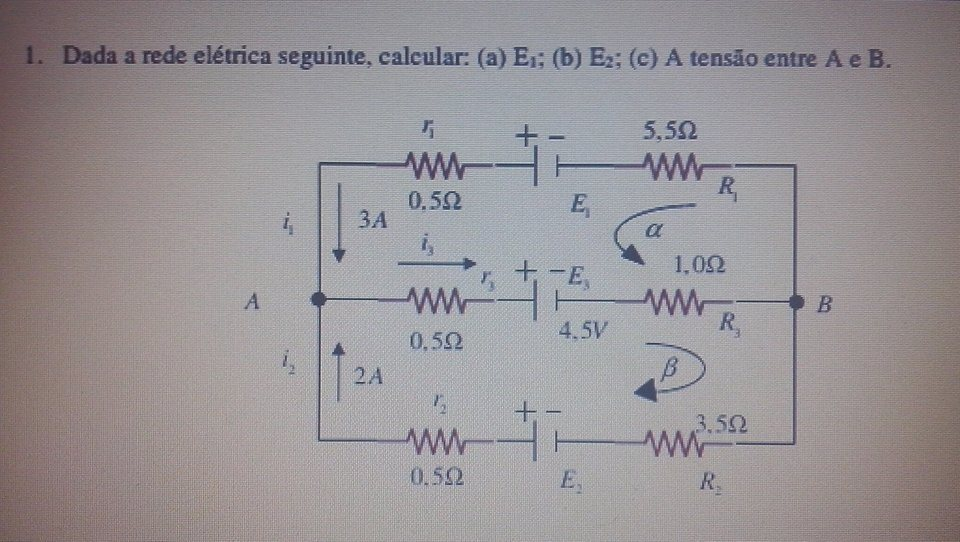 1. Dada a rede elétrica seguinte, calcular: (a) E₁; (b) E₂; (c) A tensão entre A e B.
r₁ + − 5,5Ω
0,5Ω E₁ R₁
i₁ 3A α
i₃ r₃ + − E₃ 1,0Ω
A B
0,5Ω 4,5V R₃
i₂ 2A β
r₂ + − 3,5Ω
0,5Ω E₂ R₂